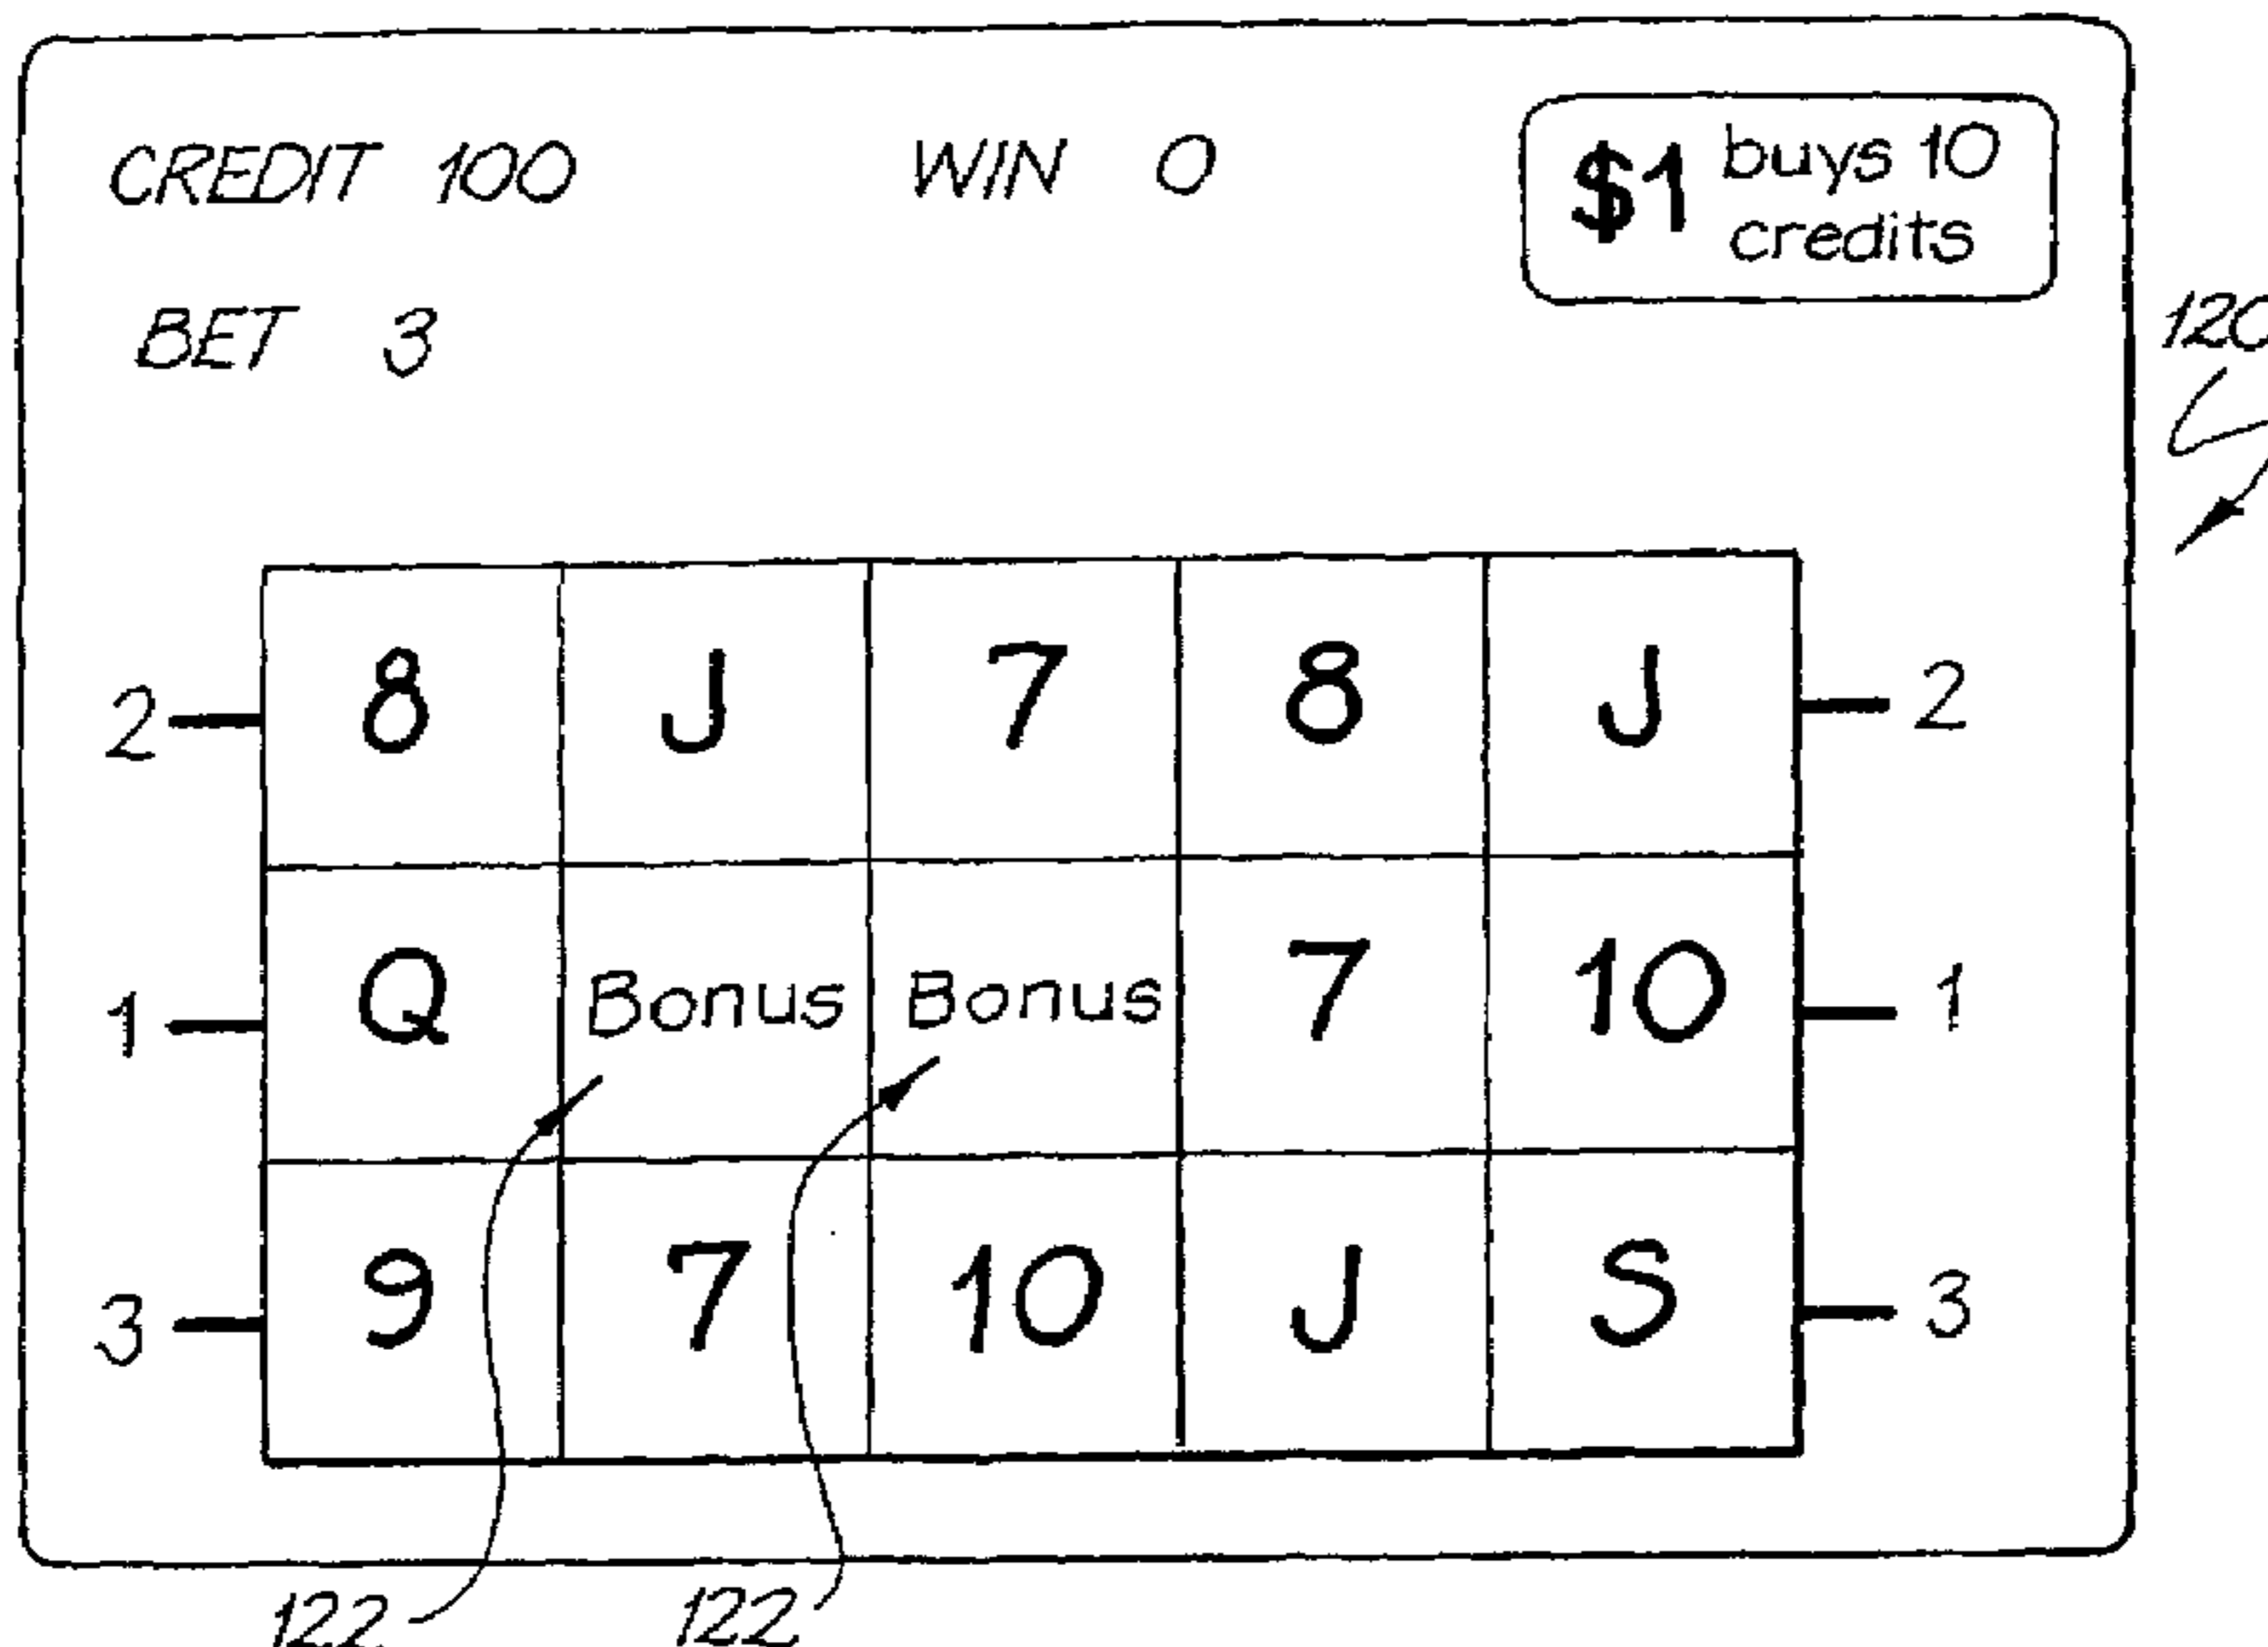 CREDIT 100 WIN 0 $1 buys 10
credits
BET 3
120
2 8 J 7 8 J 2
1 Q Bonus Bonus 7 10 1
3 9 7 10 J S 3
122 122